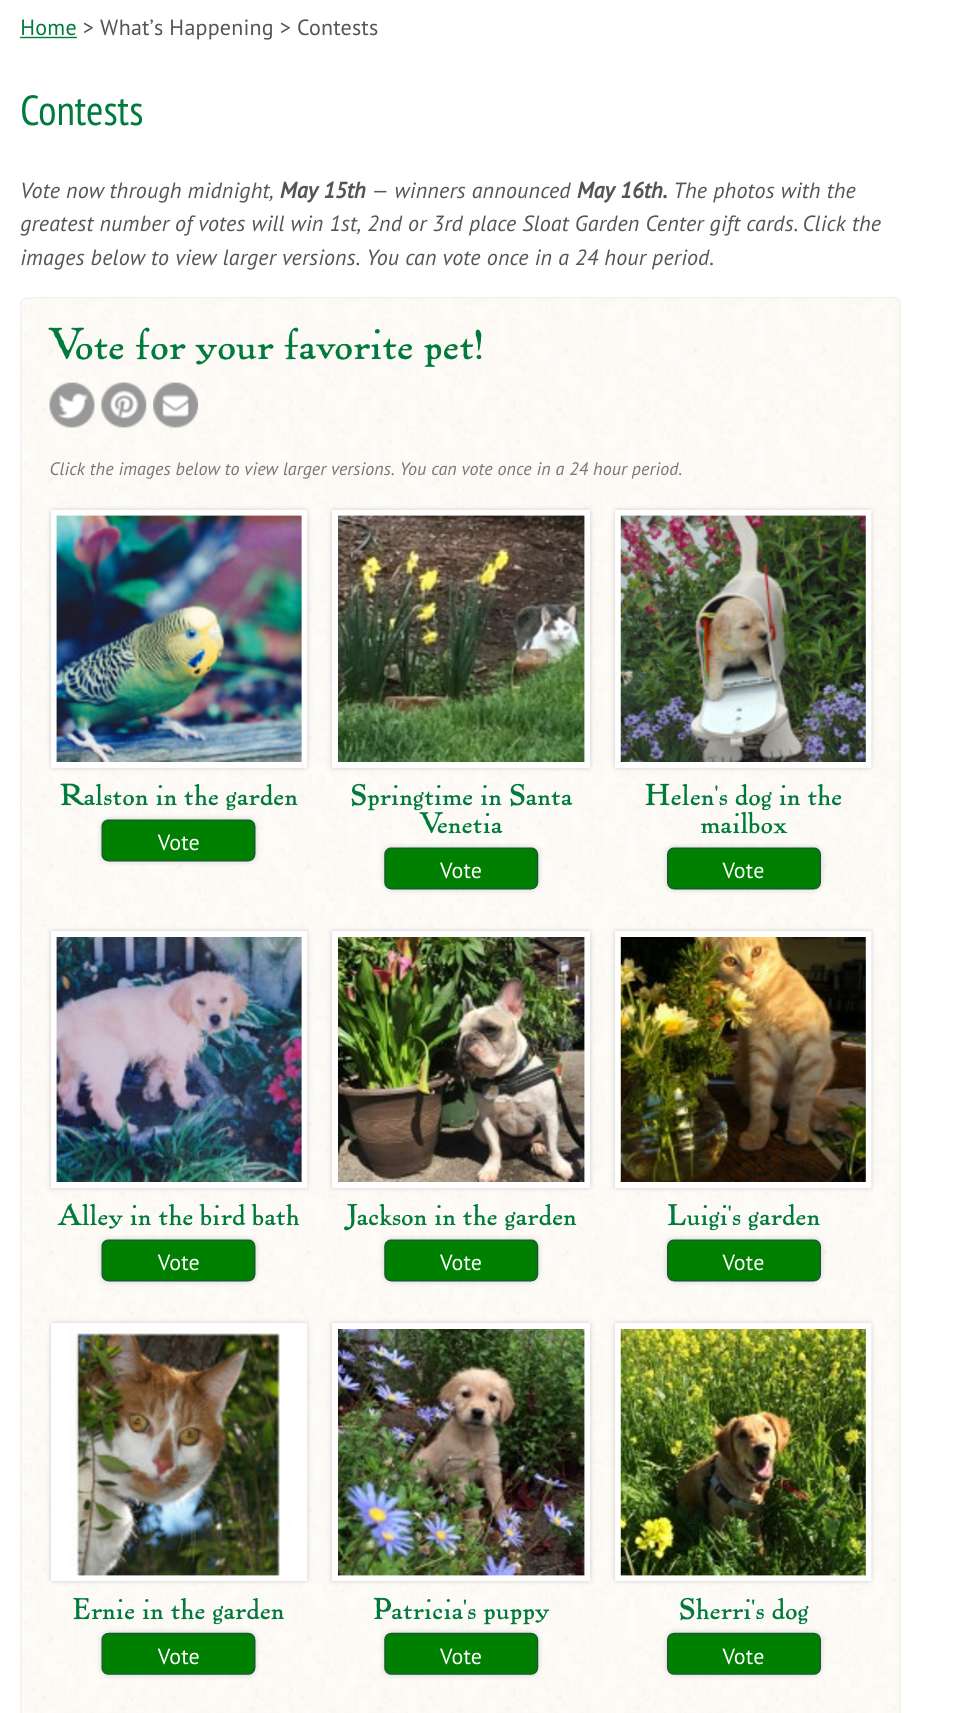 Home > What’s Happening > Contests
Contests
Vote now through midnight, May 15th — winners announced May 16th. The photos with the
greatest number of votes will win 1st, 2nd or 3rd place Sloat Garden Center gift cards. Click the
images below to view larger versions. You can vote once in a 24 hour period.
Vote for your favorite pet!
Click the images below to view larger versions. You can vote once in a 24 hour period.
Ralston in the garden
Vote
Springtime in Santa
Venetia
Vote
Helen's dog in the
mailbox
Vote
Alley in the bird bath
Vote
Jackson in the garden
Vote
Luigi's garden
Vote
Ernie in the garden
Vote
Patricia's puppy
Vote
Sherri's dog
Vote